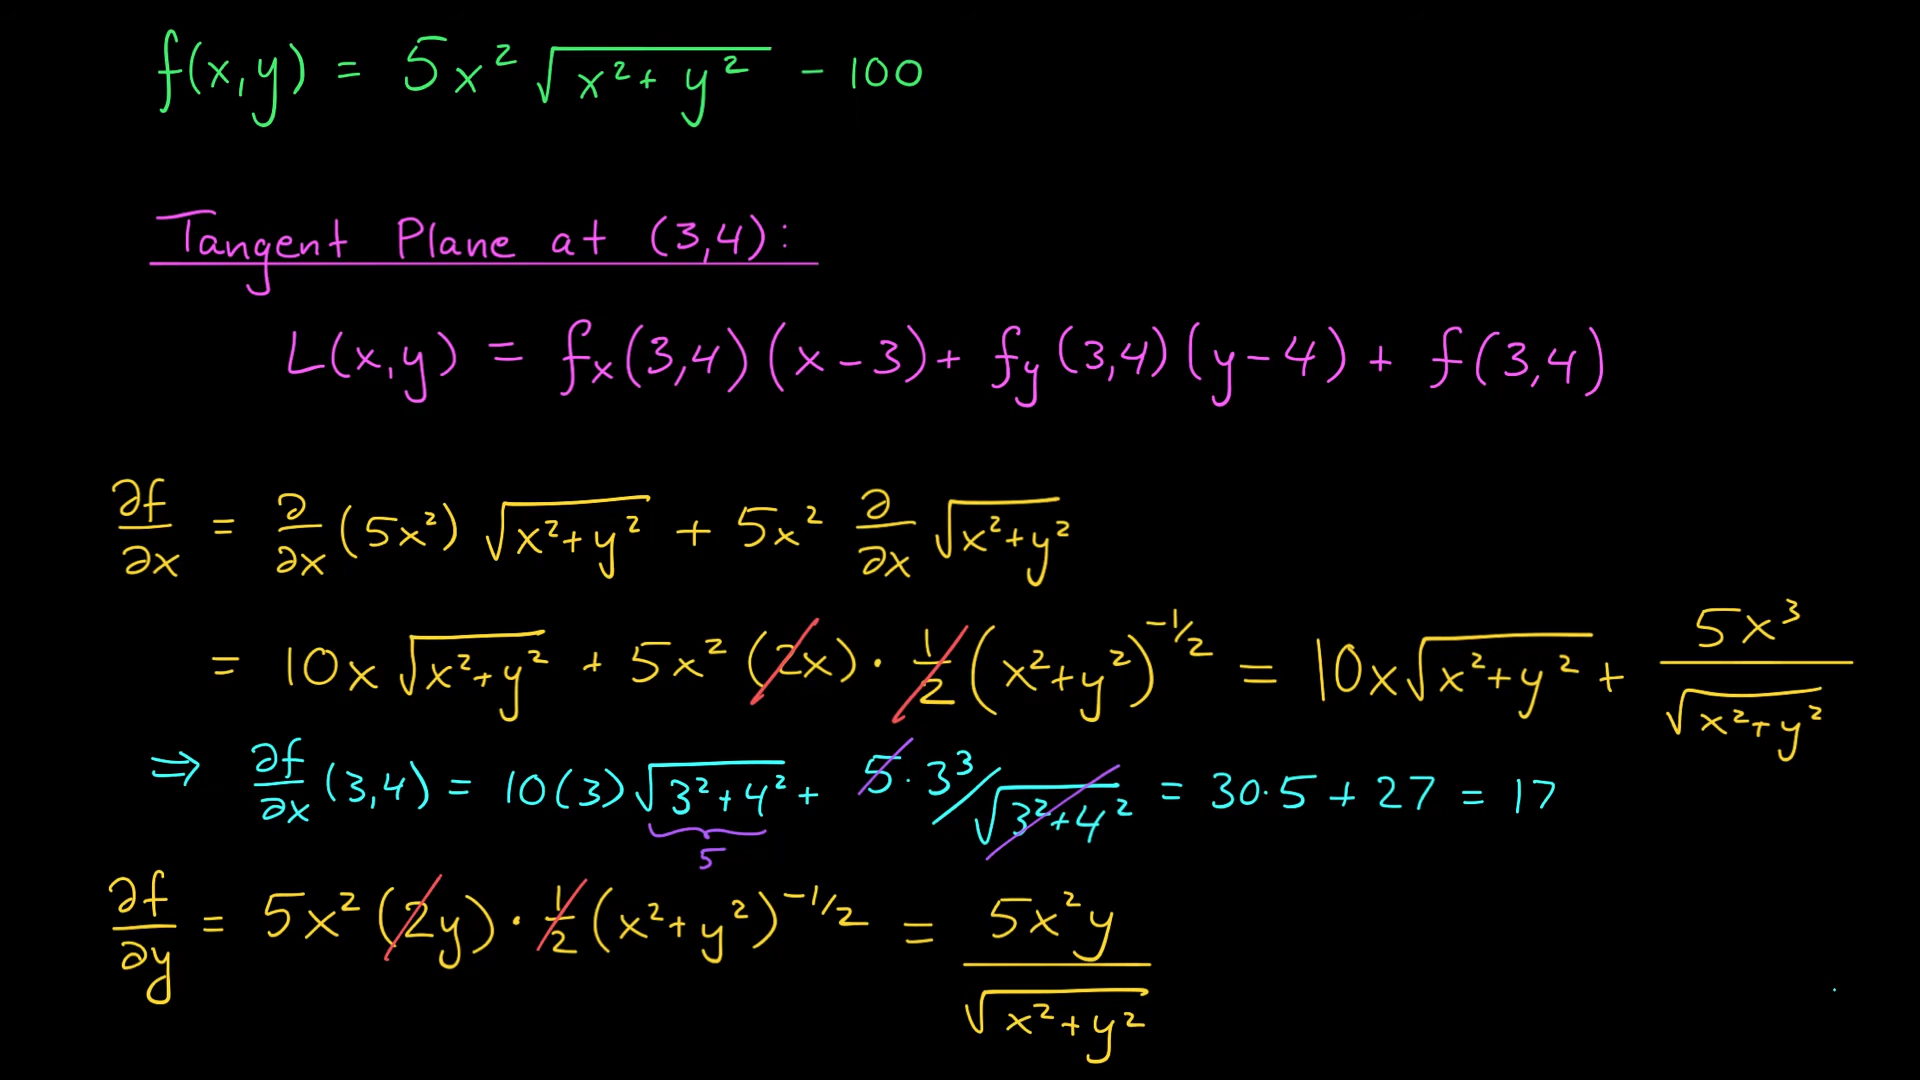 f(x,y) = 5x² √(x²+y²) - 100
Tangent Plane at (3,4):
L(x,y) = fₓ(3,4)(x-3) + f_y(3,4)(y-4) + f(3,4)
∂f/∂x = ∂/∂x (5x²) √(x²+y²) + 5x² ∂/∂x √(x²+y²)
= 10x √(x²+y²) + 5x² (2x) · 1/2 (x²+y²)^(-1/2) = 10x√(x²+y²) + 5x³/√(x²+y²)
⇒ ∂f/∂x (3,4) = 10(3)√(3²+4²) + 5·3³/√(3²+4²) = 30·5 + 27 = 17
5
∂f/∂y = 5x² (2y) · 1/2 (x²+y²)^(-1/2) = 5x²y/√(x²+y²)